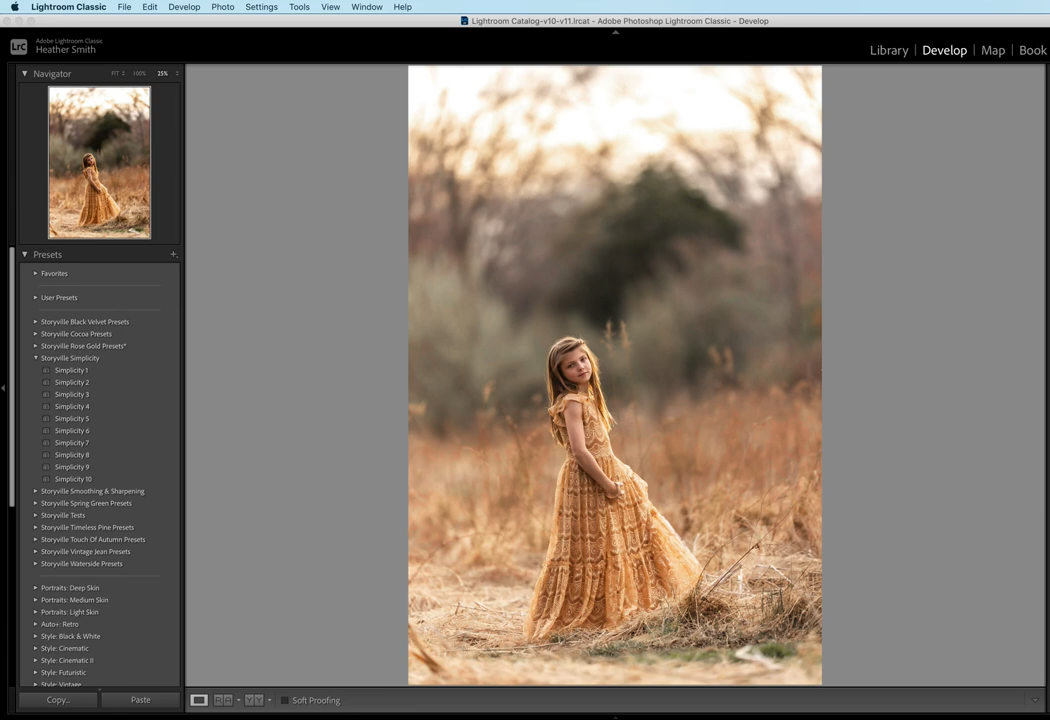 Lightroom Classic File Edit Develop Photo Settings Tools View Window Help
Lightroom Catalog-v10-v11.lrcat - Adobe Photoshop Lightroom Classic - Develop
LrC
Adobe Lightroom Classic
Heather Smith
Library | Develop | Map | Book
Navigator FIT 100% 25%
Presets +
Favorites
User Presets
Storyville Black Velvet Presets
Storyville Cocoa Presets
Storyville Rose Gold Presets*
Storyville Simplicity
Simplicity 1
Simplicity 2
Simplicity 3
Simplicity 4
Simplicity 5
Simplicity 6
Simplicity 7
Simplicity 8
Simplicity 9
Simplicity 10
Storyville Smoothing & Sharpening
Storyville Spring Green Presets
Storyville Tests
Storyville Timeless Pine Presets
Storyville Touch Of Autumn Presets
Storyville Vintage Jean Presets
Storyville Waterside Presets
Portraits: Deep Skin
Portraits: Medium Skin
Portraits: Light Skin
Auto+: Retro
Style: Black & White
Style: Cinematic
Style: Cinematic II
Style: Futuristic
Style: Vintage
Copy... Paste
RA YY Soft Proofing